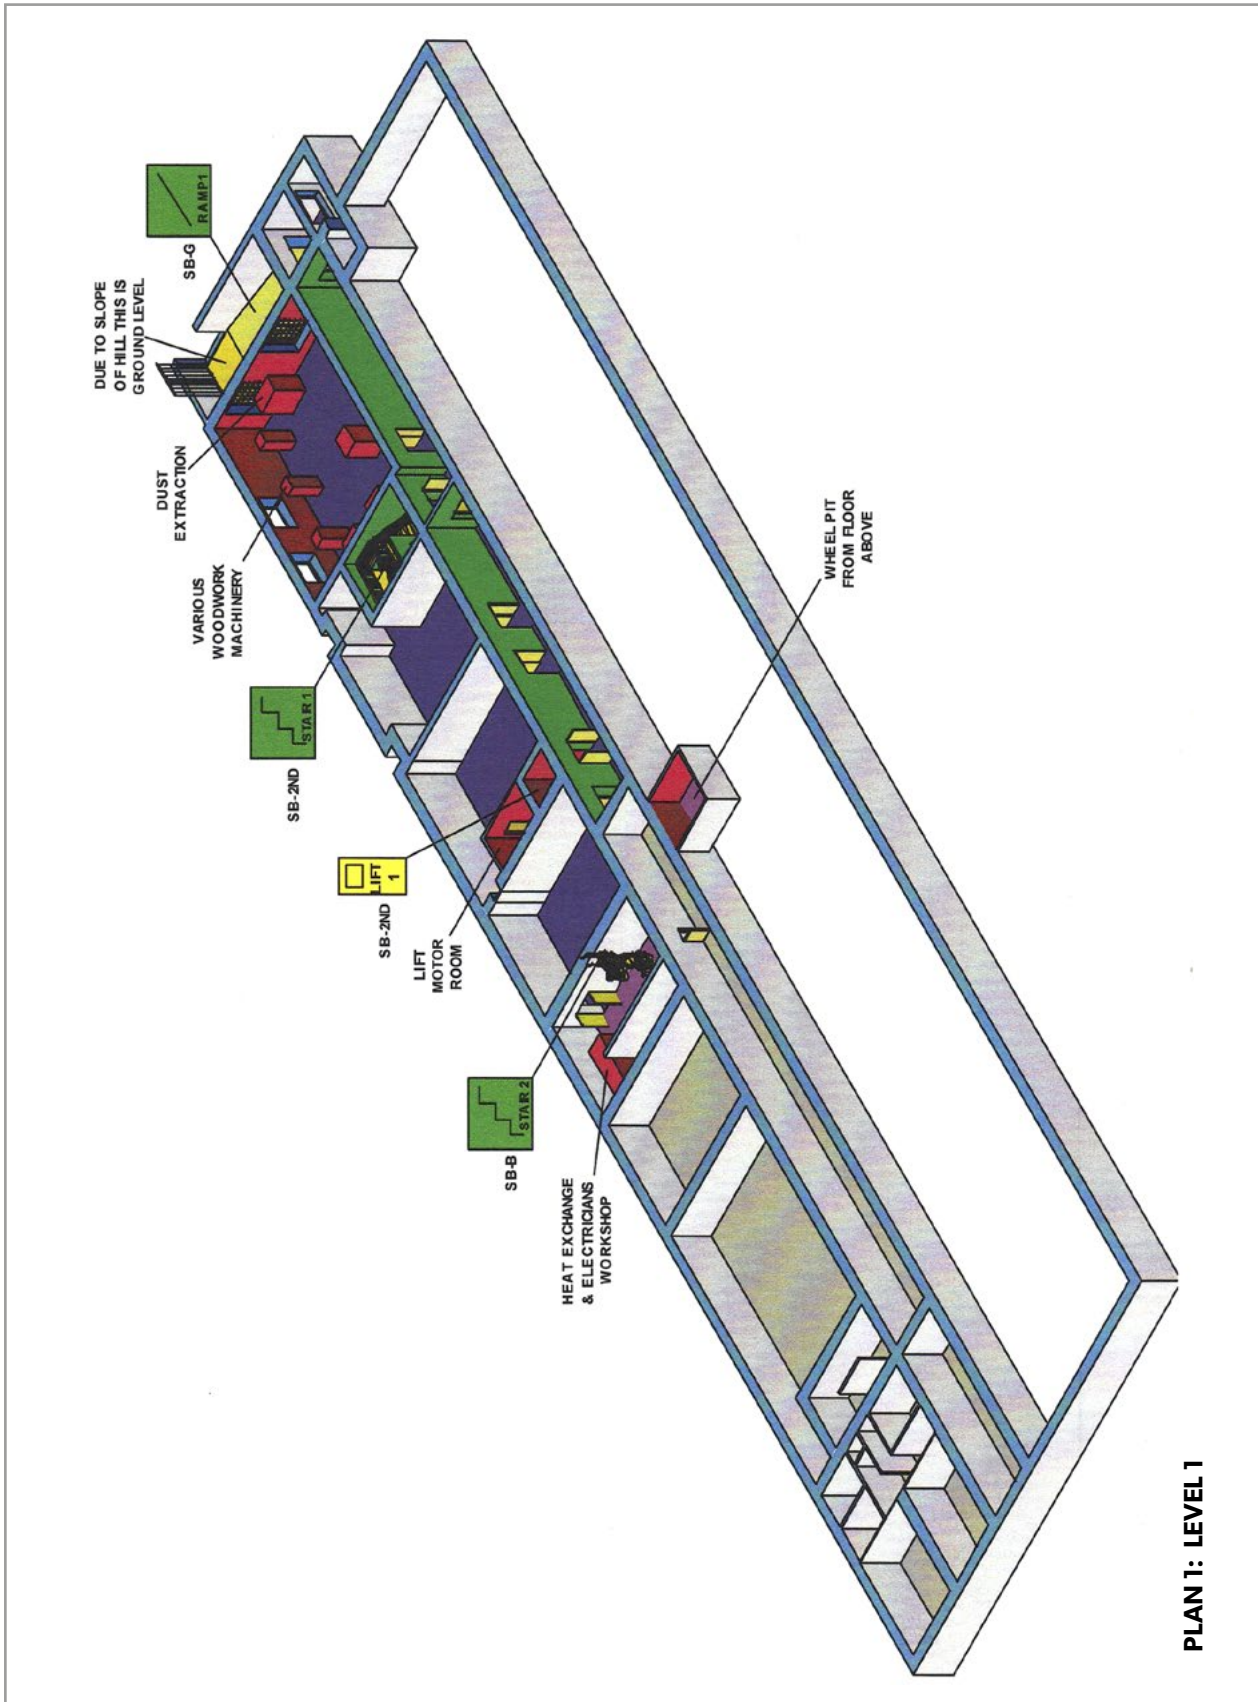 SB-G
RAMP1
DUE TO SLOPE
OF HILL THIS IS
GROUND LEVEL
DUST
EXTRACTION
VARIOUS
WOODWORK
MACHINERY
STAIR 1
SB-2ND
LIFT
1
SB-2ND
LIFT
MOTOR
ROOM
STAIR 2
SB-B
HEAT EXCHANGE
& ELECTRICIANS
WORKSHOP
WHEEL PIT
FROM FLOOR
ABOVE
PLAN 1: LEVEL 1